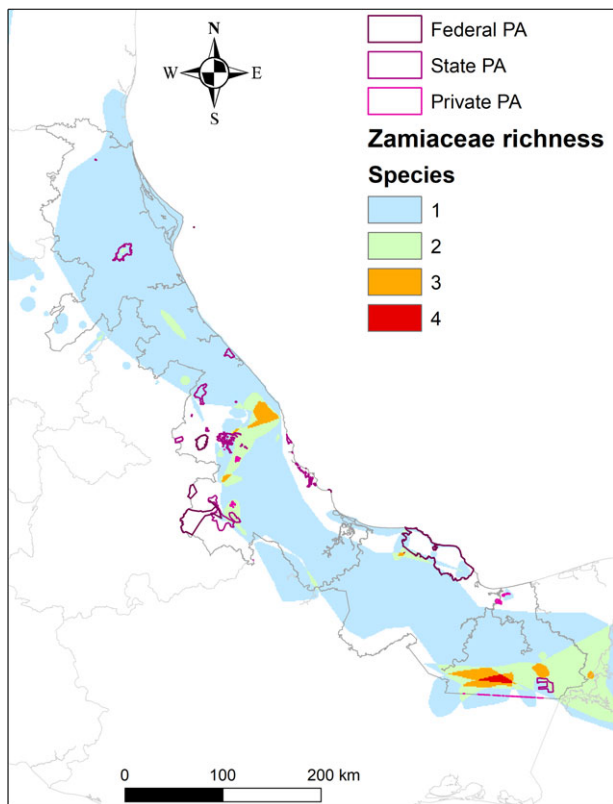 N
W E
S
Federal PA
State PA
Private PA
Zamiaceae richness
Species
1
2
3
4
0 100 200 km